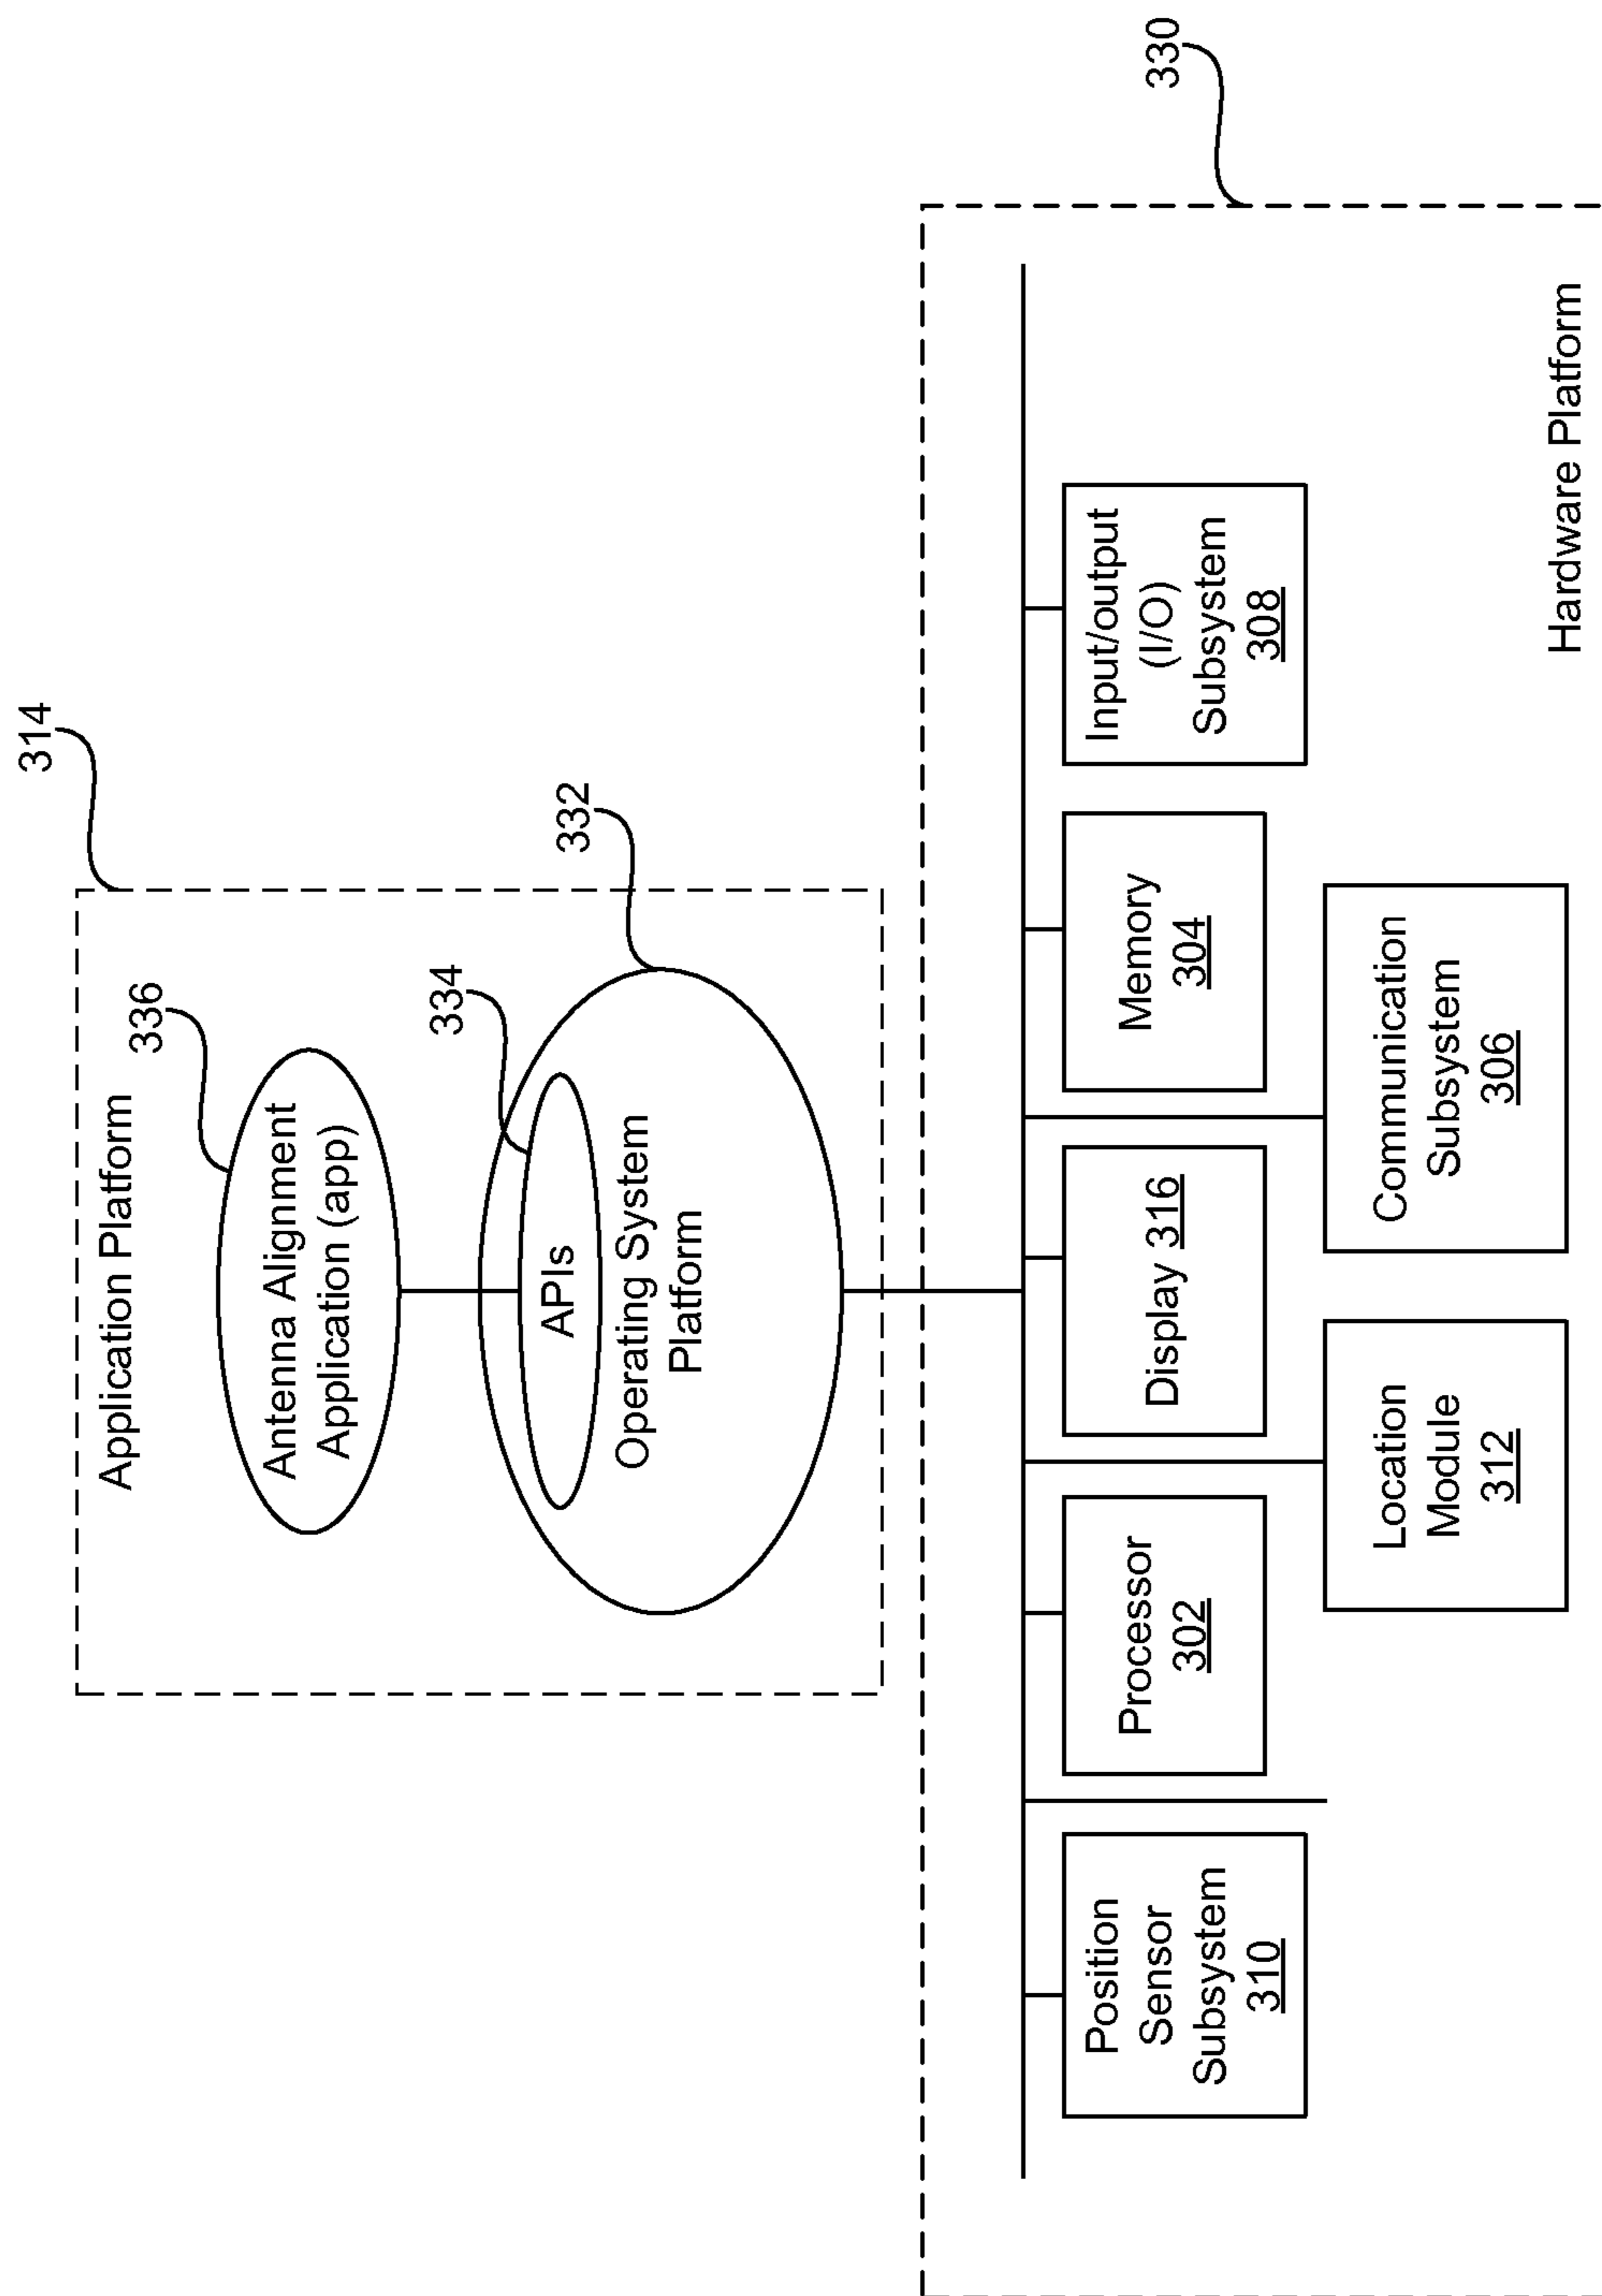 314
Application Platform
336
Antenna Alignment
Application (app)
334
332
APIs
Operating System
Platform
330
Position
Sensor
Subsystem
310
Processor
302
Display 316
Memory
304
Input/output
(I/O)
Subsystem
308
Location
Module
312
Communication
Subsystem
306
Hardware Platform